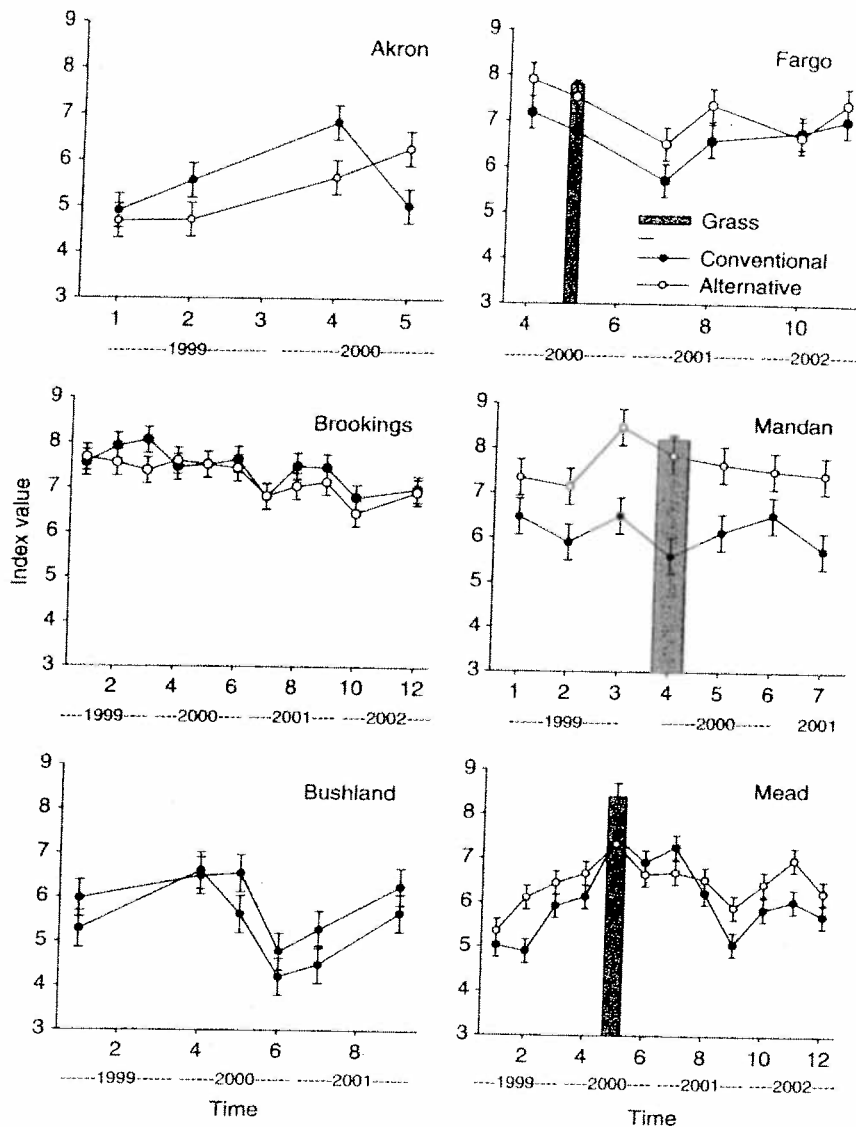 Akron
9
8
7
6
5
4
3
1 2 3 4 5
------1999------ ------2000------
Fargo
9
8
7
6
5
4
3
Grass
Conventional
Alternative
4 6 8 10
------2000------ ------2001------ ------2002------
Index value
Brookings
9
8
7
6
5
4
3
2 4 6 8 10 12
----1999---- ----2000---- ----2001---- ----2002----
Mandan
9
8
7
6
5
4
3
1 2 3 4 5 6 7
------1999------ ------2000------ 2001
Bushland
9
8
7
6
5
4
3
2 4 6 8
----1999---- ----2000---- ----2001----
Time
Mead
9
8
7
6
5
4
3
2 4 6 8 10 12
----1999---- ----2000---- ----2001---- ----2002----
Time